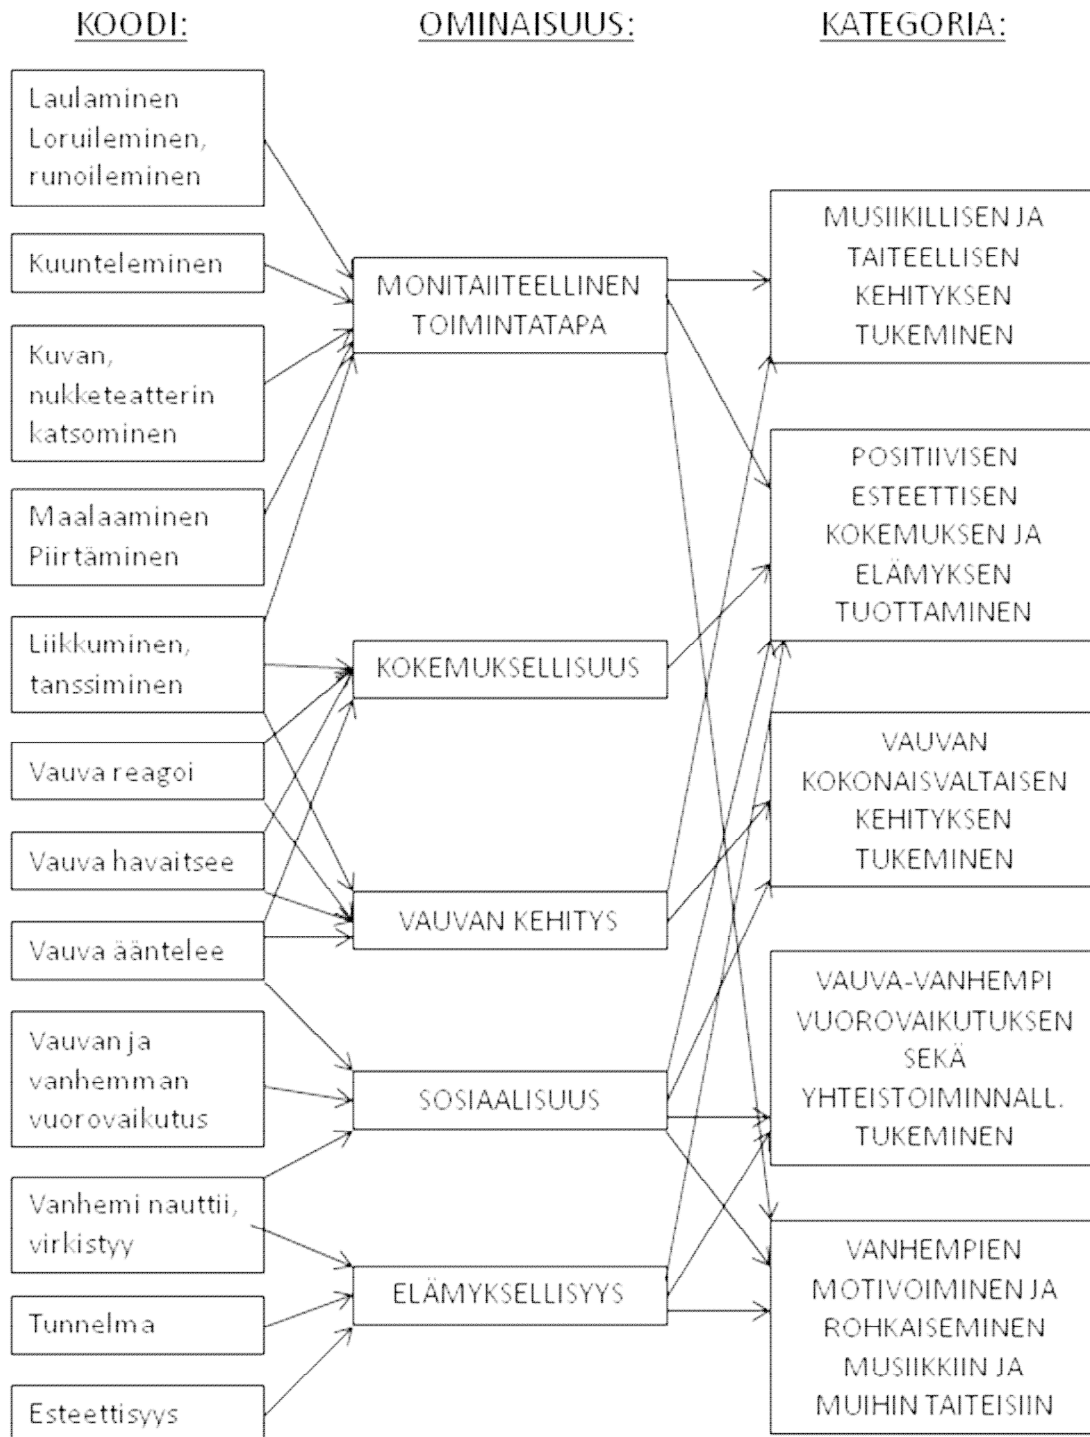 KOODI:
OMINAISUUS:
KATEGORIA:
Laulaminen
Loruileminen,
runoileminen
Kuunteleminen
Kuvan,
nukketeatterin
katsominen
Maalaaminen
Piirtäminen
Liikkuminen,
tanssiminen
Vauva reagoi
Vauva havaitsee
Vauva ääntelee
Vauvan ja
vanhemman
vuorovaikutus
Vanhemi nauttii,
virkistyy
Tunnelma
Esteettisyys
MONITAIITEELLINEN
TOIMINTATAPA
KOKEMUKSELLISUUS
VAUVAN KEHITYS
SOSIAALISUUS
ELÄMYKSELLISYYS
MUSIIKILLISEN JA
TAITEELLISEN
KEHITYKSEN
TUKEMINEN
POSITIIVISEN
ESTEETTISEN
KOKEMUKSEN JA
ELÄMYKSEN
TUOTTAMINEN
VAUVAN
KOKONAISVALTAISEN
KEHITYKSEN
TUKEMINEN
VAUVA-VANHEMPI
VUOROVAIKUTUKSEN
SEKÄ
YHTEISTOIMINNALL.
TUKEMINEN
VANHEMPIEN
MOTIVOIMINEN JA
ROHKAISEMINEN
MUSIIKKIIN JA
MUIHIN TAITEISIIN